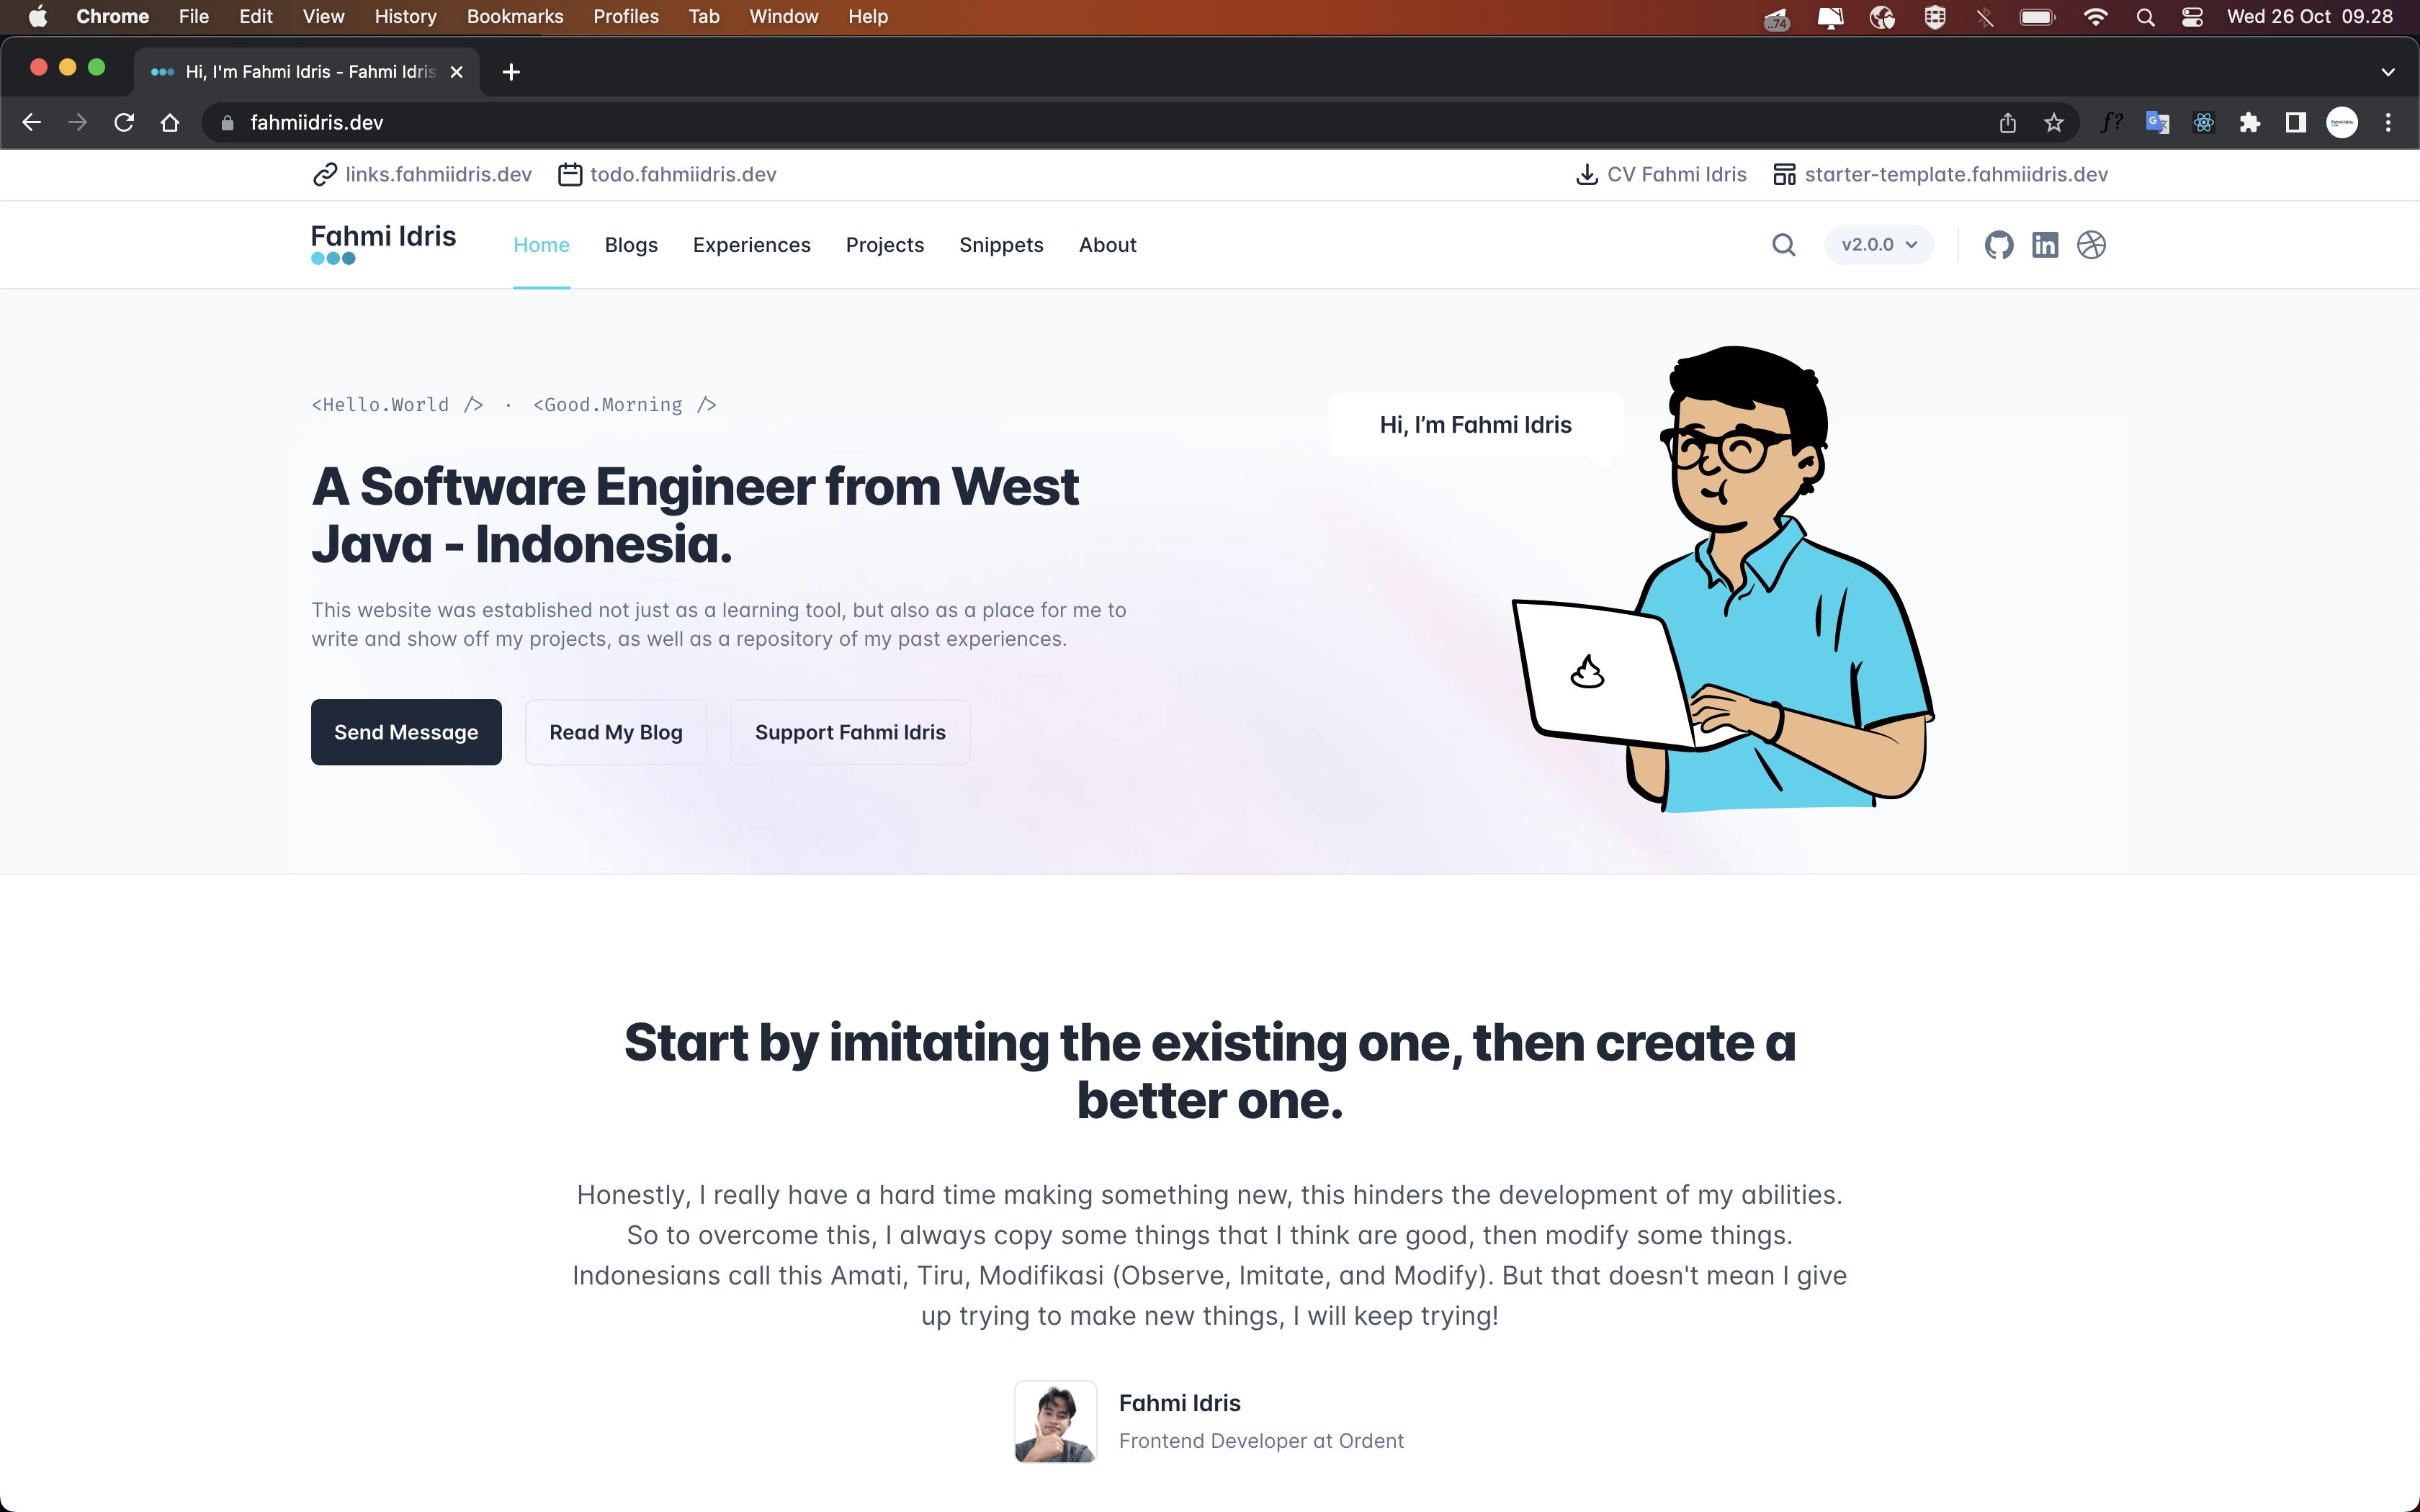 Chrome File Edit View History Bookmarks Profiles Tab Window Help
Wed 26 Oct 09.28
Hi, I'm Fahmi Idris - Fahmi Idris
fahmiidris.dev
links.fahmiidris.dev todo.fahmiidris.dev CV Fahmi Idris starter-template.fahmiidris.dev
Fahmi Idris Home Blogs Experiences Projects Snippets About v2.0.0
<Hello.World /> · <Good.Morning />
Hi, I’m Fahmi Idris
A Software Engineer from West
Java - Indonesia.
This website was established not just as a learning tool, but also as a place for me to
write and show off my projects, as well as a repository of my past experiences.
Send Message Read My Blog Support Fahmi Idris
Start by imitating the existing one, then create a
better one.
Honestly, I really have a hard time making something new, this hinders the development of my abilities.
So to overcome this, I always copy some things that I think are good, then modify some things.
Indonesians call this Amati, Tiru, Modifikasi (Observe, Imitate, and Modify). But that doesn't mean I give
up trying to make new things, I will keep trying!
Fahmi Idris
Frontend Developer at Ordent